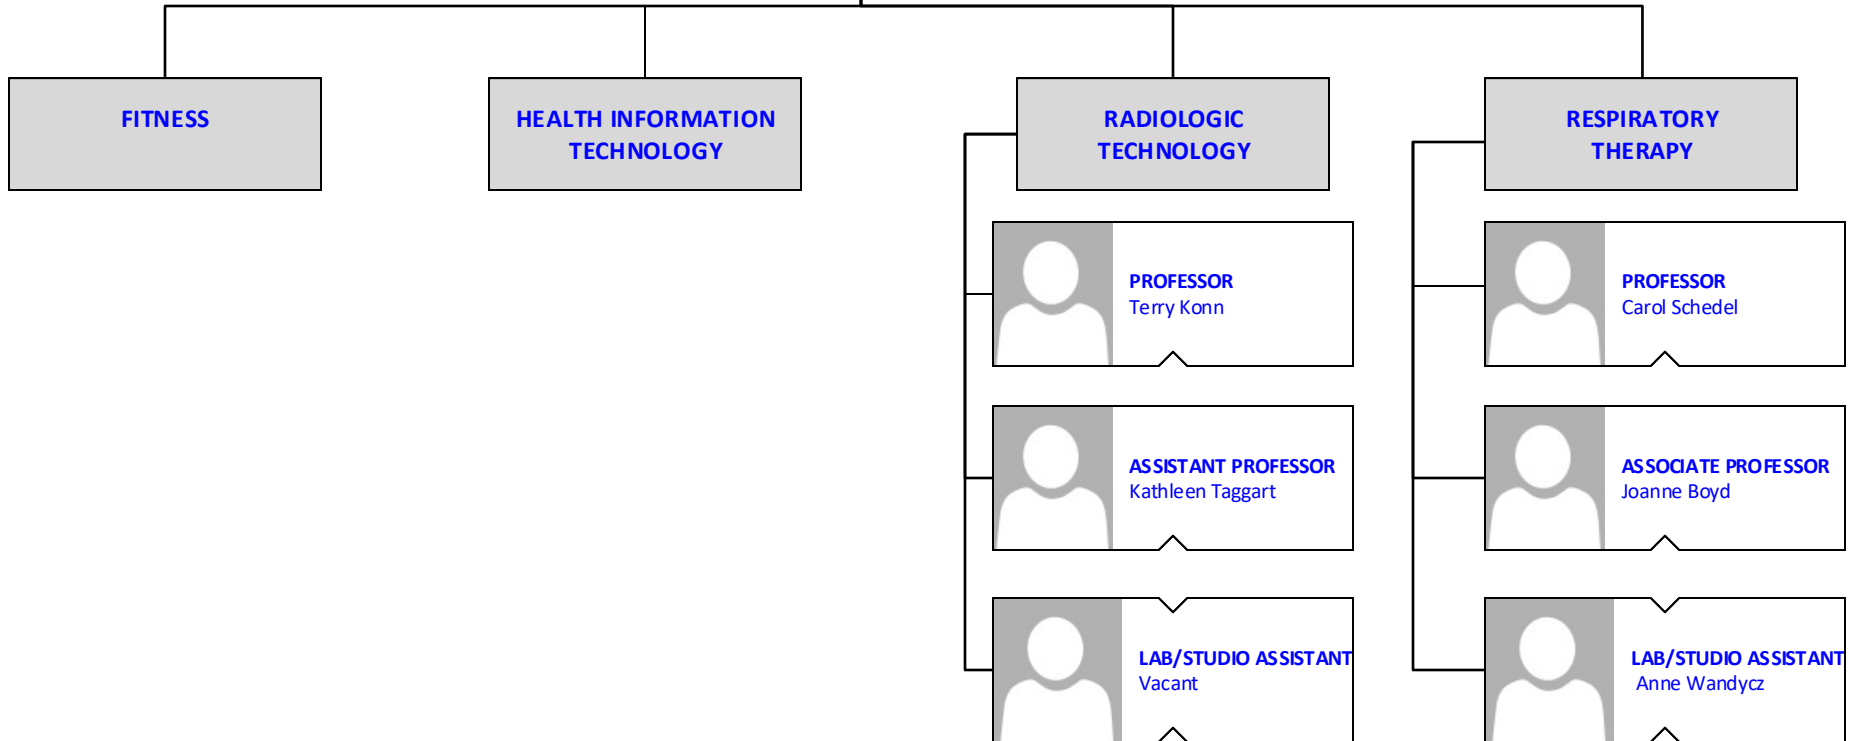 FITNESS
HEALTH INFORMATION
TECHNOLOGY
RADIOLOGIC
TECHNOLOGY
RESPIRATORY
THERAPY
PROFESSOR
Terry Konn
PROFESSOR
Carol Schedel
ASSISTANT PROFESSOR
Kathleen Taggart
ASSOCIATE PROFESSOR
Joanne Boyd
LAB/STUDIO ASSISTANT
Vacant
LAB/STUDIO ASSISTANT
Anne Wandycz